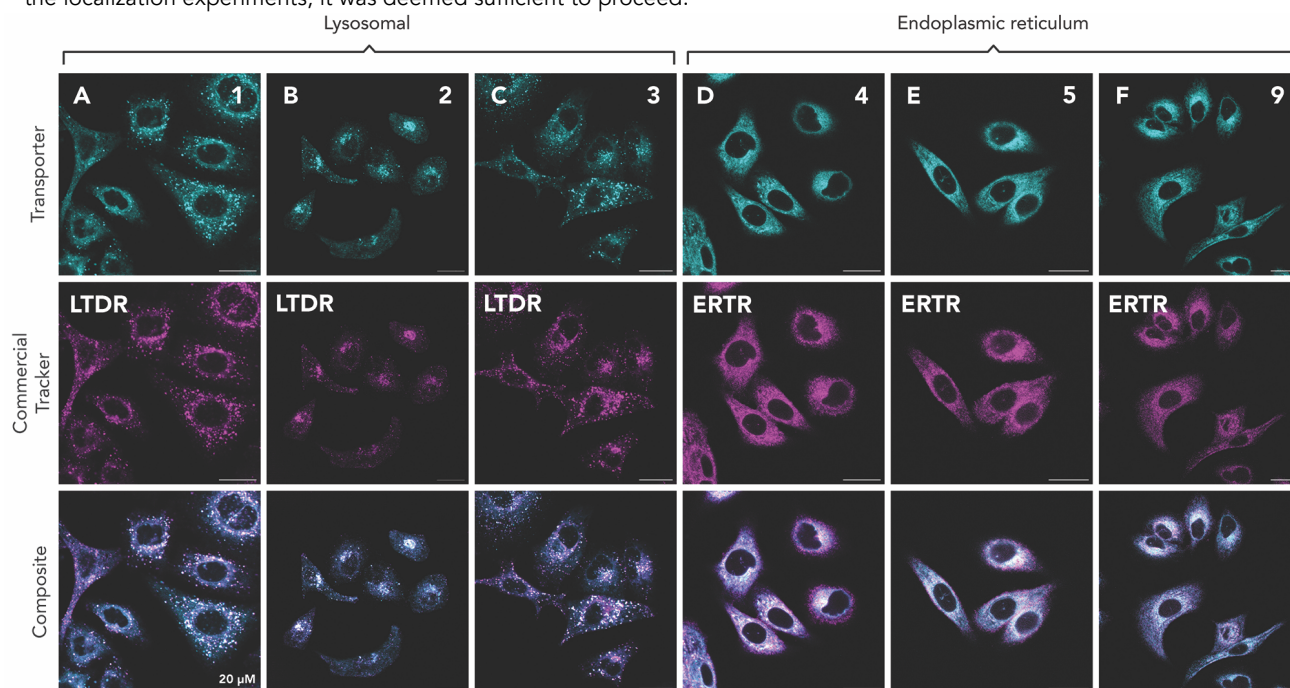 the localization experiments, it was deemed sufficient to proceed.
Lysosomal
Endoplasmic reticulum
Transporter
A 1
B 2
C 3
D 4
E 5
F 9
Commercial
Tracker
LTDR
LTDR
LTDR
ERTR
ERTR
ERTR
Composite
20 μM